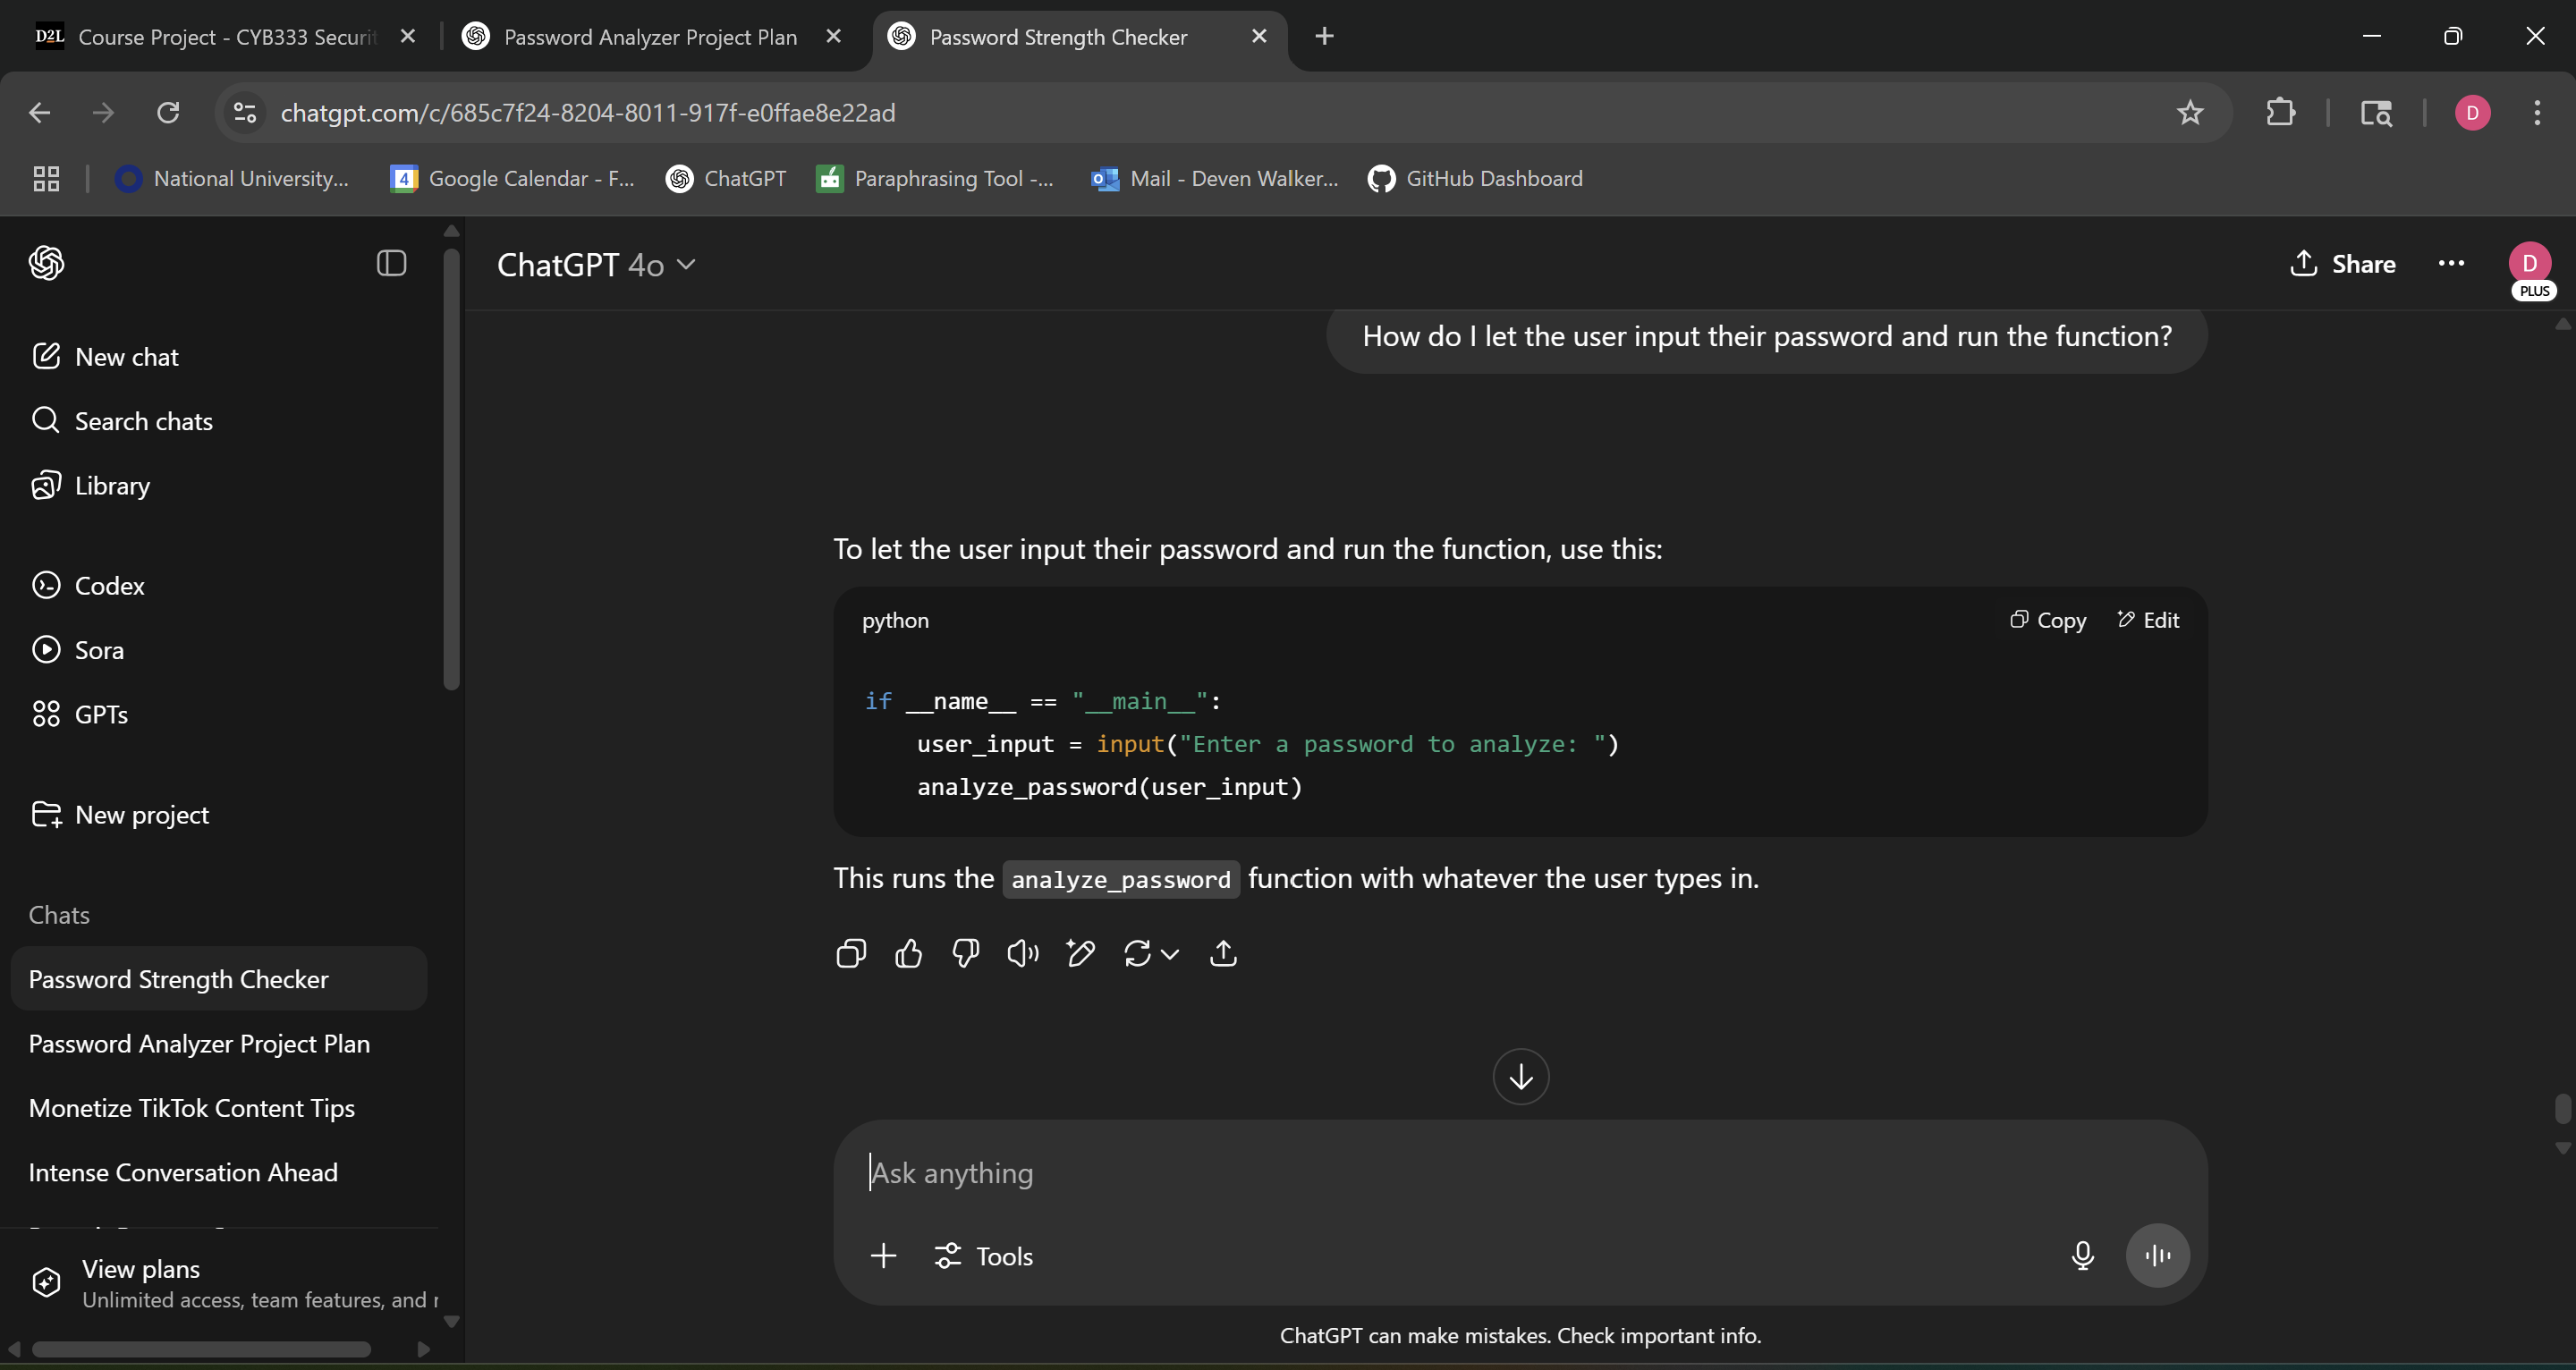 D2L Course Project - CYB333 Securit
Password Analyzer Project Plan
Password Strength Checker
chatgpt.com/c/685c7f24-8204-8011-917f-e0ffae8e22ad
D
National University...
4 Google Calendar - F...
ChatGPT
Paraphrasing Tool -...
Mail - Deven Walker...
GitHub Dashboard
ChatGPT 4o
Share
D
PLUS
New chat
Search chats
Library
Codex
Sora
GPTs
New project
Chats
Password Strength Checker
Password Analyzer Project Plan
Monetize TikTok Content Tips
Intense Conversation Ahead
View plans
Unlimited access, team features, and
How do I let the user input their password and run the function?
To let the user input their password and run the function, use this:
python
Copy
Edit
if __name__ == "__main__":
    user_input = input("Enter a password to analyze: ")
    analyze_password(user_input)
This runs the analyze_password function with whatever the user types in.
Ask anything
Tools
ChatGPT can make mistakes. Check important info.